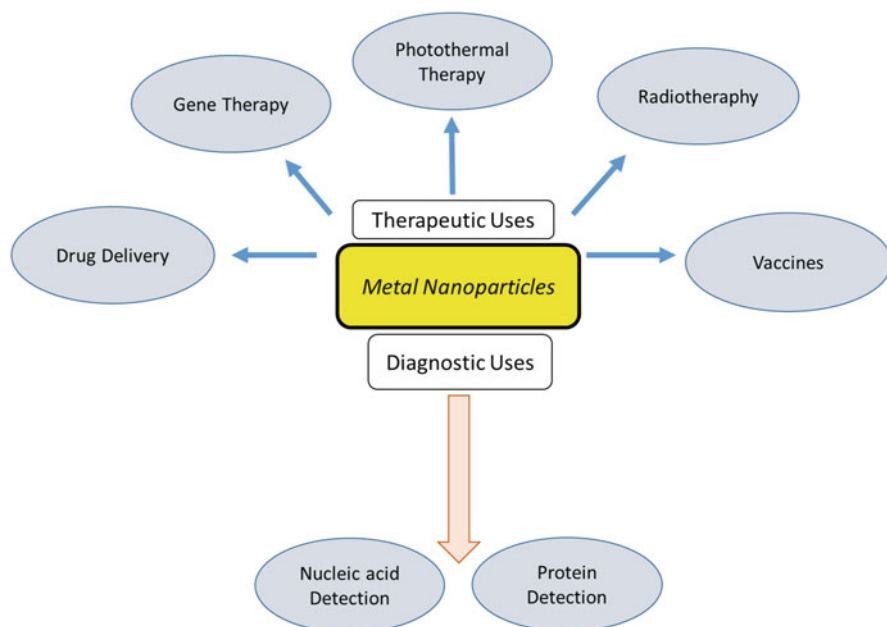 Photothermal
Therapy
Gene Therapy
Radiotheraphy
Therapeutic Uses
Drug Delivery
Metal Nanoparticles
Vaccines
Diagnostic Uses
Nucleic acid
Detection
Protein
Detection